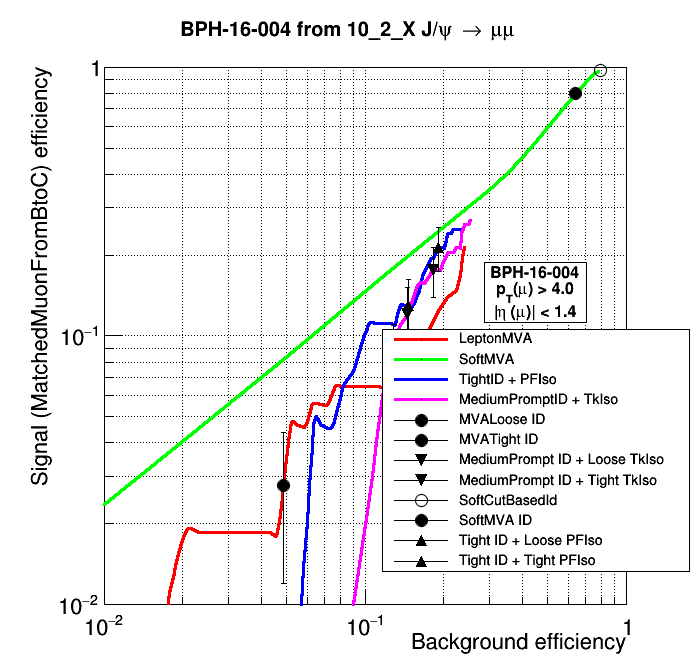 BPH-16-004 from 10_2_X J/ψ → μμ
Signal (MatchedMuonFromBtoC) efficiency
1
10⁻¹
10⁻²
BPH-16-004
p_T(μ) > 4.0
|η (μ)| < 1.4
LeptonMVA
SoftMVA
TightID + PFIso
MediumPromptID + TkIso
MVALoose ID
MVATight ID
MediumPrompt ID + Loose TkIso
MediumPrompt ID + Tight TkIso
SoftCutBasedId
SoftMVA ID
Tight ID + Loose PFIso
Tight ID + Tight PFIso
10⁻² 10⁻¹ 1
Background efficiency